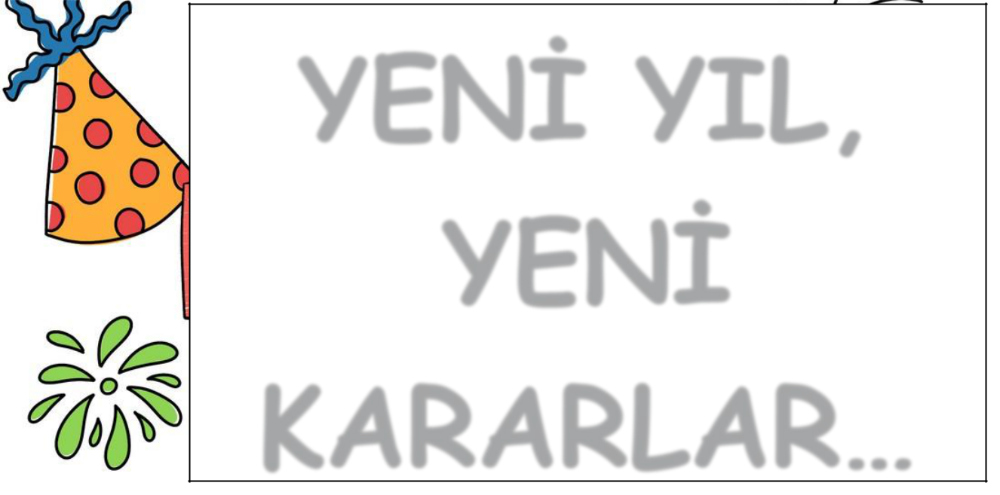 YENİ YIL,
YENİ
KARARLAR...